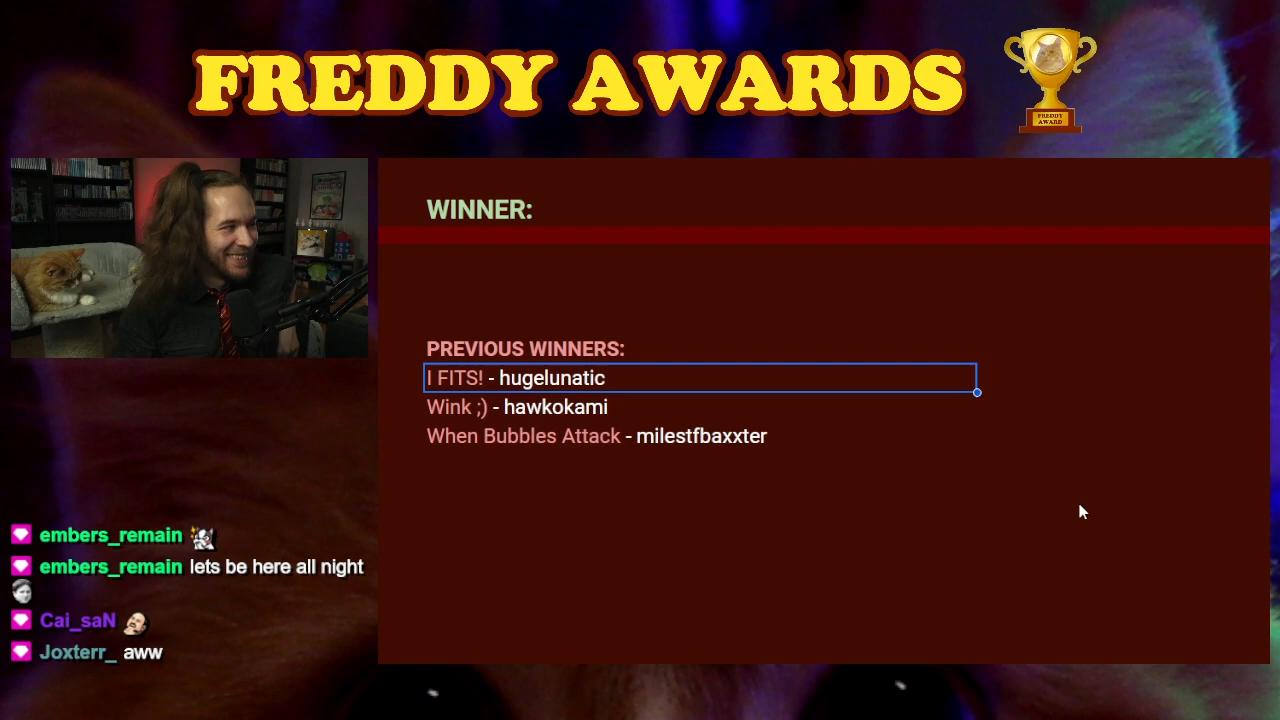 FREDDY AWARDS
FREDDY
AWARD
WINNER:
PREVIOUS WINNERS:
I FITS! - hugelunatic
Wink ;) - hawkokami
When Bubbles Attack - milestfbaxxter
embers_remain
embers_remain lets be here all night
Cai_saN
Joxterr_ aww